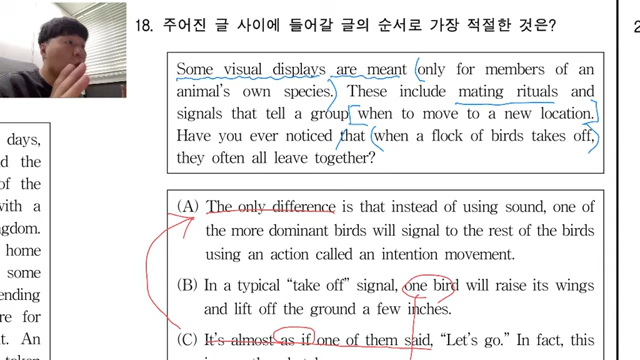 18. 주어진 글 사이에 들어갈 글의 순서로 가장 적절한 것은?
Some visual displays are meant only for members of an
animal's own species. These include mating rituals and
signals that tell a group when to move to a new location.
Have you ever noticed that when a flock of birds takes off,
they often all leave together?
(A) The only difference is that instead of using sound, one of
the more dominant birds will signal to the rest of the birds
using an action called an intention movement.
(B) In a typical “take off” signal, one bird will raise its wings
and lift off the ground a few inches.
(C) It's almost as if one of them said, “Let's go.” In fact, this
days,
d the
of the
with a
gdom.
home
some
ending
re for
t. An
2